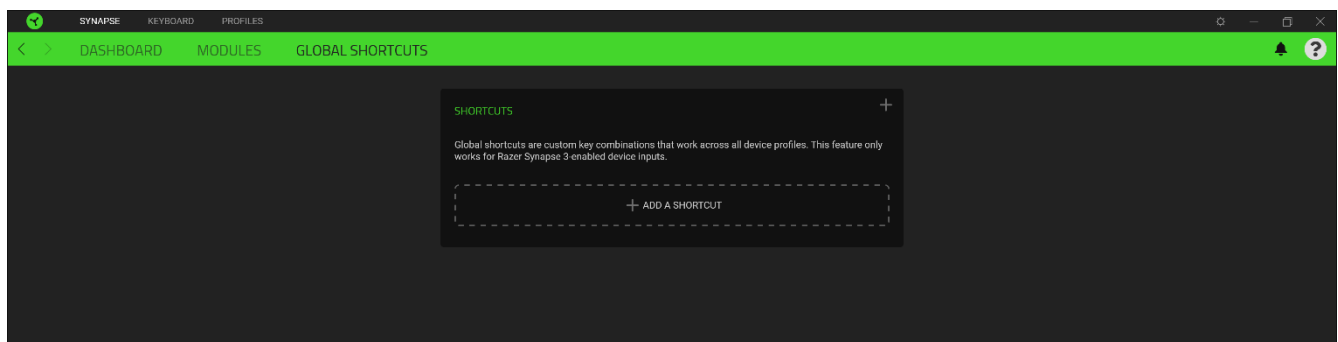 SYNAPSE KEYBOARD PROFILES
DASHBOARD MODULES GLOBAL SHORTCUTS
SHORTCUTS
Global shortcuts are custom key combinations that work across all device profiles. This feature only
works for Razer Synapse 3-enabled device inputs.
ADD A SHORTCUT